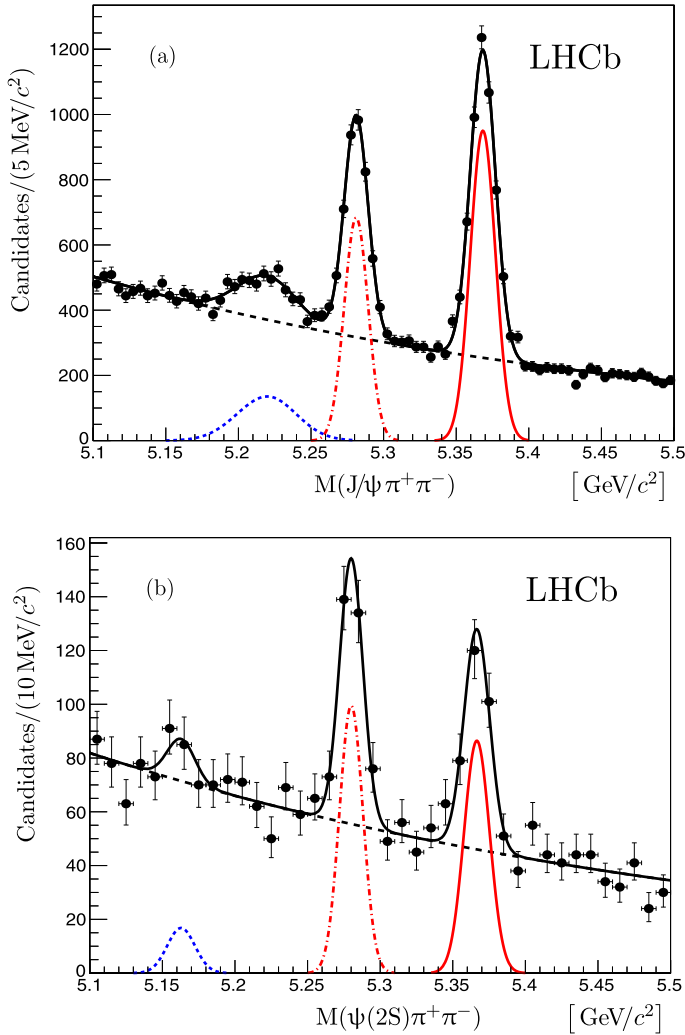 (a)
LHCb
Candidates/(5 MeV/c²)
1200
1000
800
600
400
200
0
5.1 5.15 5.2 5.25 5.3 5.35 5.4 5.45 5.5
M(J/ψ π⁺π⁻) [GeV/c²]
(b)
LHCb
Candidates/(10 MeV/c²)
160
140
120
100
80
60
40
20
0
5.1 5.15 5.2 5.25 5.3 5.35 5.4 5.45 5.5
M(ψ(2S)π⁺π⁻) [GeV/c²]